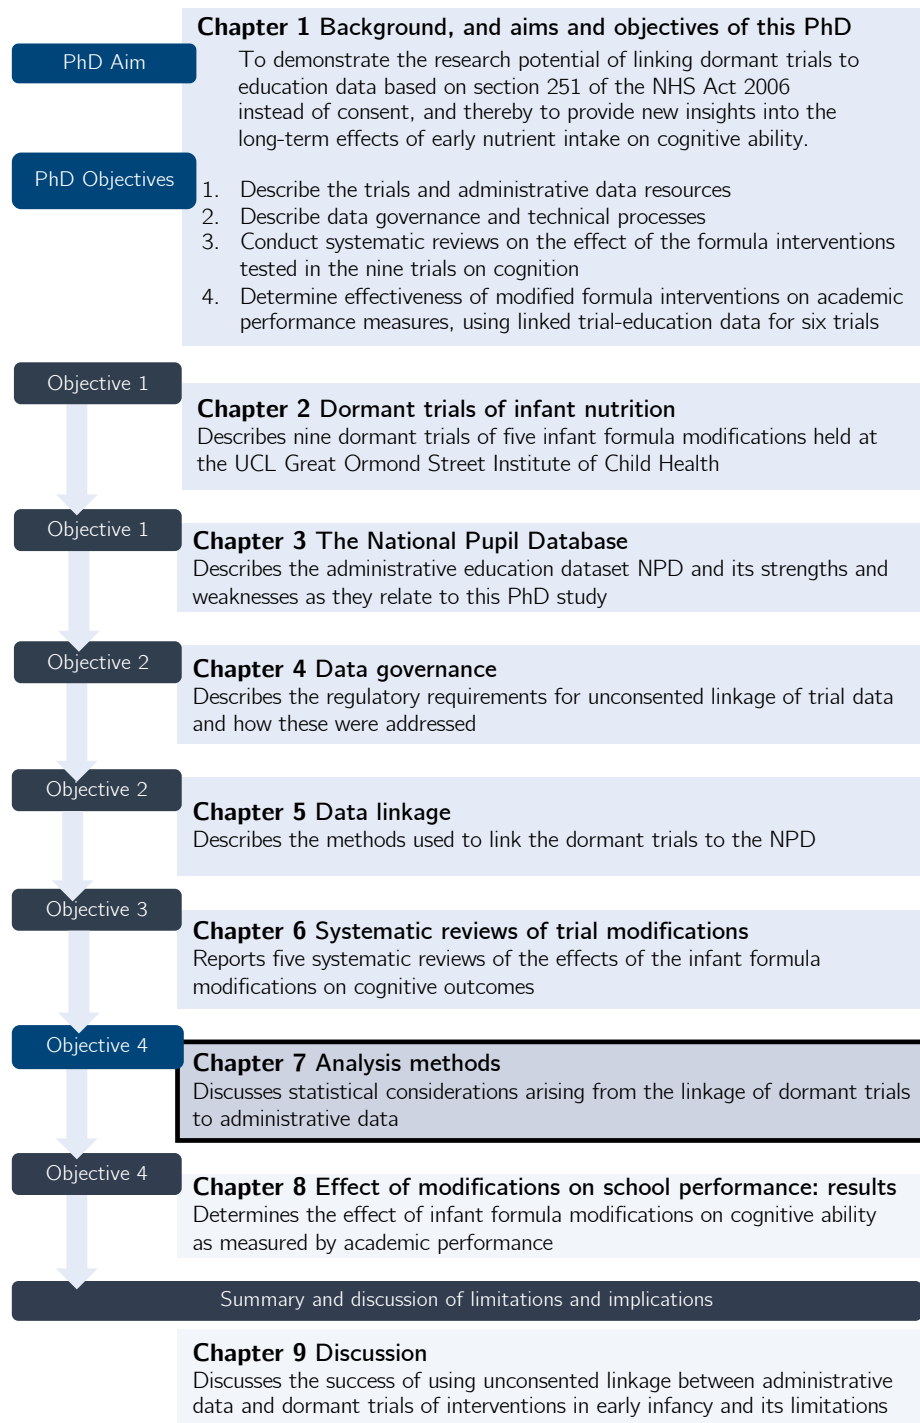 Chapter 1 Background, and aims and objectives of this PhD
PhD Aim
To demonstrate the research potential of linking dormant trials to
education data based on section 251 of the NHS Act 2006
instead of consent, and thereby to provide new insights into the
long-term effects of early nutrient intake on cognitive ability.
PhD Objectives
1. Describe the trials and administrative data resources
2. Describe data governance and technical processes
3. Conduct systematic reviews on the effect of the formula interventions
tested in the nine trials on cognition
4. Determine effectiveness of modified formula interventions on academic
performance measures, using linked trial-education data for six trials
Objective 1
Chapter 2 Dormant trials of infant nutrition
Describes nine dormant trials of five infant formula modifications held at
the UCL Great Ormond Street Institute of Child Health
Objective 1
Chapter 3 The National Pupil Database
Describes the administrative education dataset NPD and its strengths and
weaknesses as they relate to this PhD study
Objective 2
Chapter 4 Data governance
Describes the regulatory requirements for unconsented linkage of trial data
and how these were addressed
Objective 2
Chapter 5 Data linkage
Describes the methods used to link the dormant trials to the NPD
Objective 3
Chapter 6 Systematic reviews of trial modifications
Reports five systematic reviews of the effects of the infant formula
modifications on cognitive outcomes
Objective 4
Chapter 7 Analysis methods
Discusses statistical considerations arising from the linkage of dormant trials
to administrative data
Objective 4
Chapter 8 Effect of modifications on school performance: results
Determines the effect of infant formula modifications on cognitive ability
as measured by academic performance
Summary and discussion of limitations and implications
Chapter 9 Discussion
Discusses the success of using unconsented linkage between administrative
data and dormant trials of interventions in early infancy and its limitations